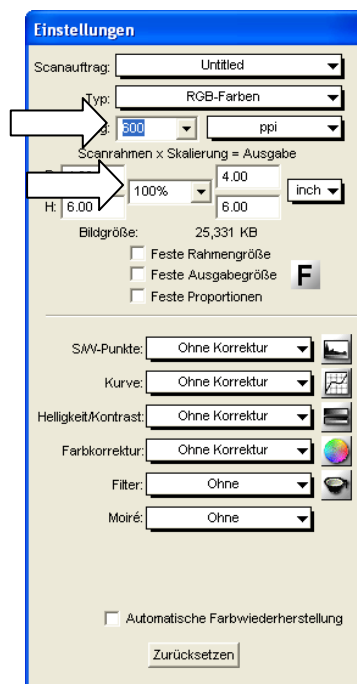 Einstellungen
Scanauftrag: Untitled
Typ: RGB-Farben
600 ppi
Scanrahmen x Skalierung = Ausgabe
100% 4.00 inch
H: 6.00 6.00
Bildgröße: 25,331 KB
Feste Rahmengröße
Feste Ausgabegröße F
Feste Proportionen
S/W-Punkte: Ohne Korrektur
Kurve: Ohne Korrektur
Helligkeit/Kontrast: Ohne Korrektur
Farbkorrektur: Ohne Korrektur
Filter: Ohne
Moiré: Ohne
Automatische Farbwiederherstellung
Zurücksetzen